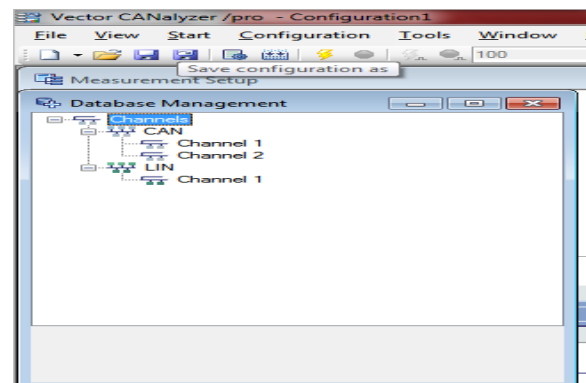 Vector CANalyzer /pro - Configuration1
File View Start Configuration Tools Window
100
Save configuration as
Measurement Setup
Database Management
Channels
CAN
Channel 1
Channel 2
LIN
Channel 1